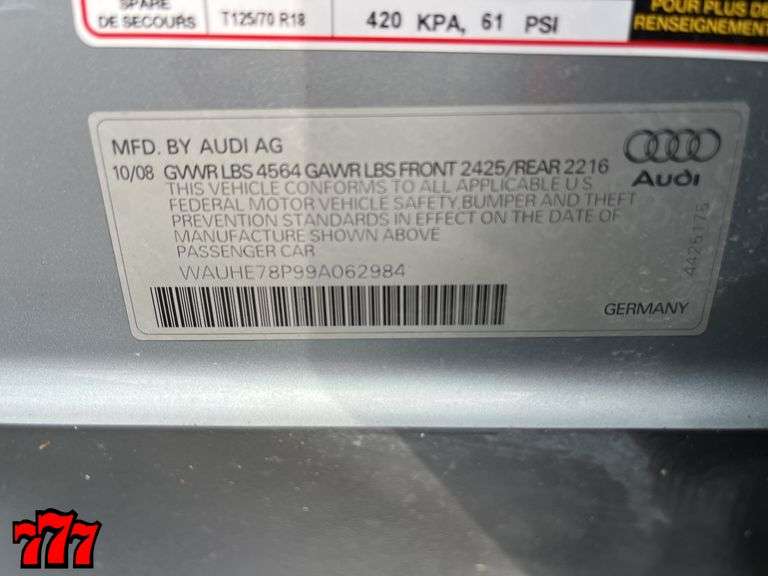 SPARE
DE SECOURS
T125/70 R18
420 KPA, 61 PSI
POUR PLUS DE
RENSEIGNEMENT
MFD. BY AUDI AG
10/08 GVWR LBS 4564 GAWR LBS FRONT 2425/REAR 2216
THIS VEHICLE CONFORMS TO ALL APPLICABLE U S
FEDERAL MOTOR VEHICLE SAFETY,BUMPER AND THEFT
PREVENTION STANDARDS IN EFFECT ON THE DATE OF
MANUFACTURE SHOWN ABOVE
PASSENGER CAR
WAUHE78P99A062984
Audi
4426176
GERMANY
777